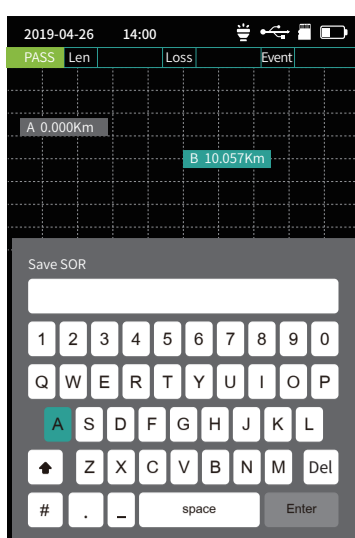 2019-04-26 14:00
PASS Len Loss Event
A 0.000Km
B 10.057Km
Save SOR
1 2 3 4 5 6 7 8 9 0
Q W E R T Y U I O P
A S D F G H J K L
Z X C V B N M Del
# . _ space Enter